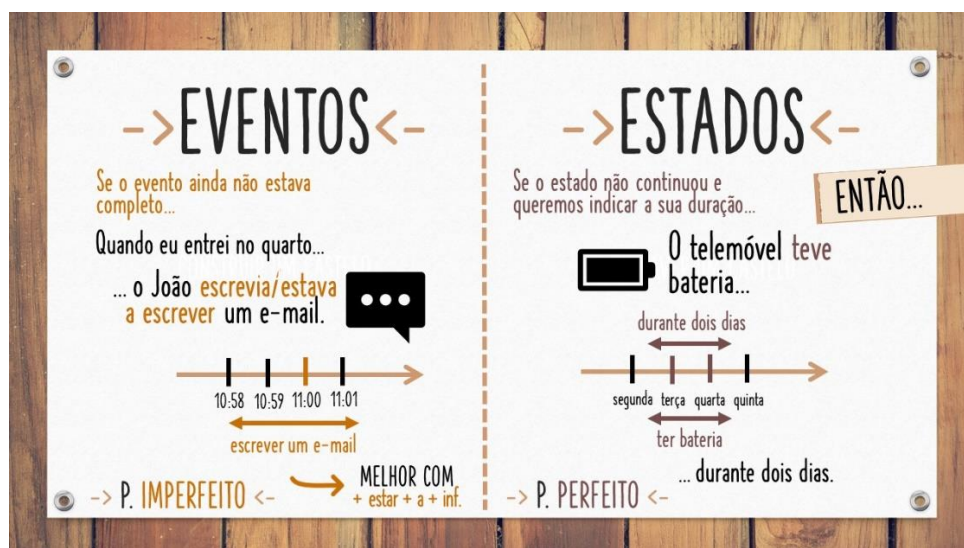 ->EVENTOS<-
Se o evento ainda não estava
completo...
Quando eu entrei no quarto...
... o João escrevia/estava
a escrever um e-mail.
10:58 10:59 11:00 11:01
escrever um e-mail
MELHOR COM
+ estar + a + inf.
-> P. IMPERFEITO <-
->ESTADOS<-
Se o estado não continuou e
queremos indicar a sua duração...
O telemóvel teve
bateria...
durante dois dias
segunda terça quarta quinta
ter bateria
... durante dois dias.
-> P. PERFEITO <-
ENTÃO...